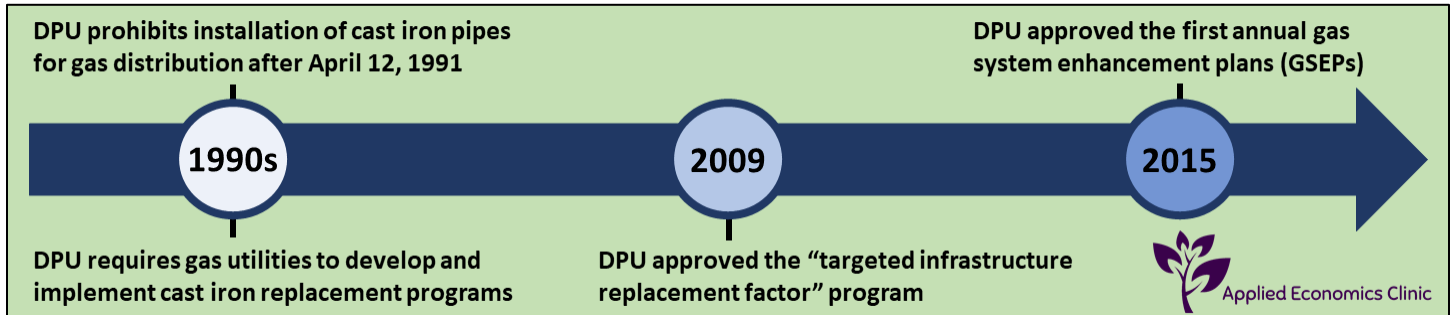 DPU prohibits installation of cast iron pipes
for gas distribution after April 12, 1991
DPU approved the first annual gas
system enhancement plans (GSEPs)
1990s
2009
2015
DPU requires gas utilities to develop and
implement cast iron replacement programs
DPU approved the “targeted infrastructure
replacement factor” program
Applied Economics Clinic